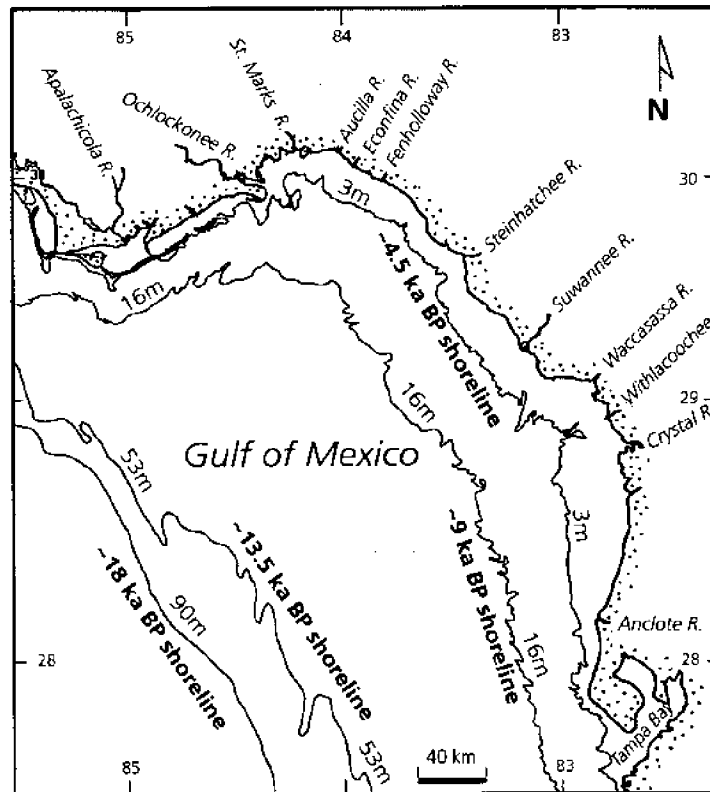 85
84
83
St. Marks R.
Aucilla R.
Econfina R.
Fenholloway R.
Ochlockonee R.
Apalachicola R.
N
30
3m
Steinhatchee R.
~4.5 ka BP shoreline
Suwannee R.
16m
Waccasassa R.
Withlacoochee
29
16m
Crystal R.
Gulf of Mexico
53m
3m
~13.5 ka BP shoreline
~9 ka BP shoreline
~18 ka BP shoreline
90m
Anclote R.
16m
28
28
Tampa Bay
53m
40 km
85
84
83